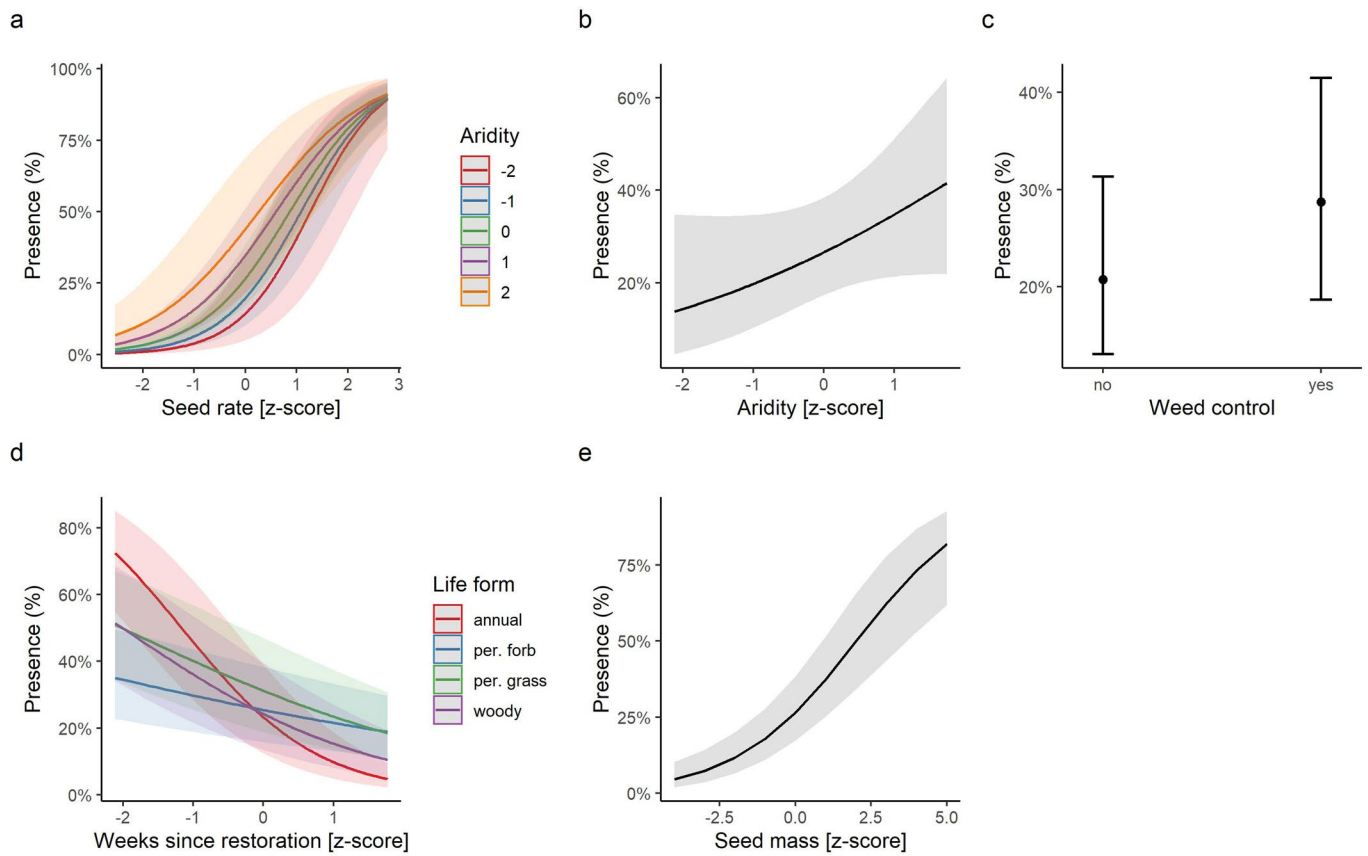 a
100%
75%
50%
25%
0%
Presence (%)
-2
-1
0
1
2
3
Seed rate [z-score]
Aridity
-2
-1
0
1
2
b
60%
40%
20%
Presence (%)
-2
-1
0
1
Aridity [z-score]
c
40%
30%
20%
Presence (%)
no
yes
Weed control
d
80%
60%
40%
20%
0%
Presence (%)
-2
-1
0
1
Weeks since restoration [z-score]
Life form
annual
per. forb
per. grass
woody
e
75%
50%
25%
0%
Presence (%)
-2.5
0.0
2.5
5.0
Seed mass [z-score]